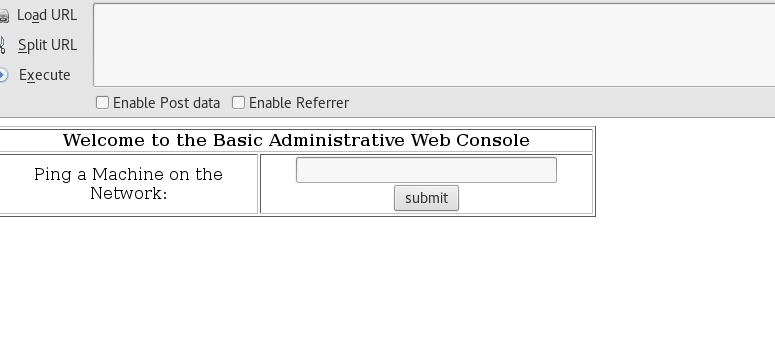 Load URL
Split URL
Execute
Enable Post data Enable Referrer
Welcome to the Basic Administrative Web Console
Ping a Machine on the
Network:
submit